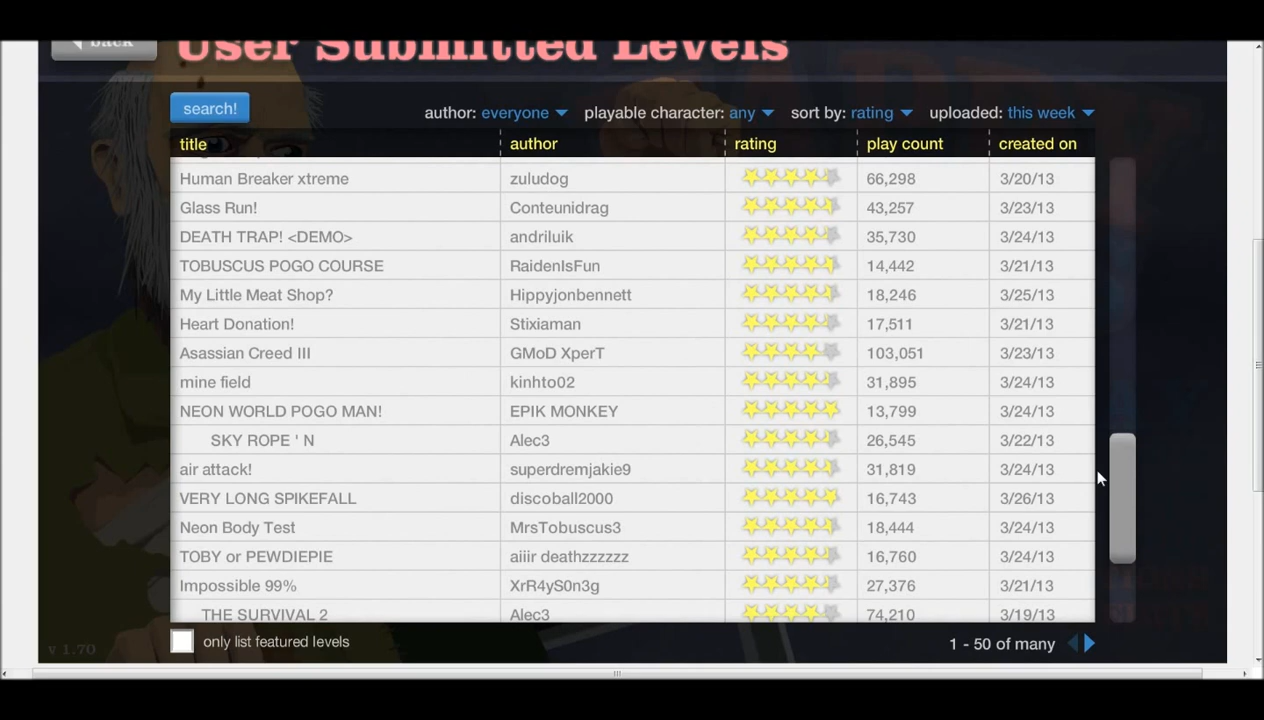 back
User Submitted Levels
search!
author: everyone playable character: any sort by: rating uploaded: this week
title author rating play count created on
Human Breaker xtreme zuludog 66,298 3/20/13
Glass Run! Conteunidrag 43,257 3/23/13
DEATH TRAP! <DEMO> andriluik 35,730 3/24/13
TOBUSCUS POGO COURSE RaidenIsFun 14,442 3/21/13
My Little Meat Shop? Hippyjonbennett 18,246 3/25/13
Heart Donation! Stixiaman 17,511 3/21/13
Asassian Creed III GMoD XperT 103,051 3/23/13
mine field kinhto02 31,895 3/24/13
NEON WORLD POGO MAN! EPIK MONKEY 13,799 3/24/13
SKY ROPE ' N Alec3 26,545 3/22/13
air attack! superdremjakie9 31,819 3/24/13
VERY LONG SPIKEFALL discoball2000 16,743 3/26/13
Neon Body Test MrsTobuscus3 18,444 3/24/13
TOBY or PEWDIEPIE aiiir deathzzzzzz 16,760 3/24/13
Impossible 99% XrR4yS0n3g 27,376 3/21/13
THE SURVIVAL 2 Alec3 74,210 3/19/13
only list featured levels 1 - 50 of many
v 1.70